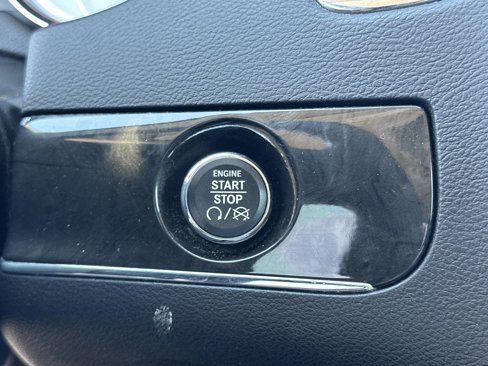 ENGINE
START
STOP
/